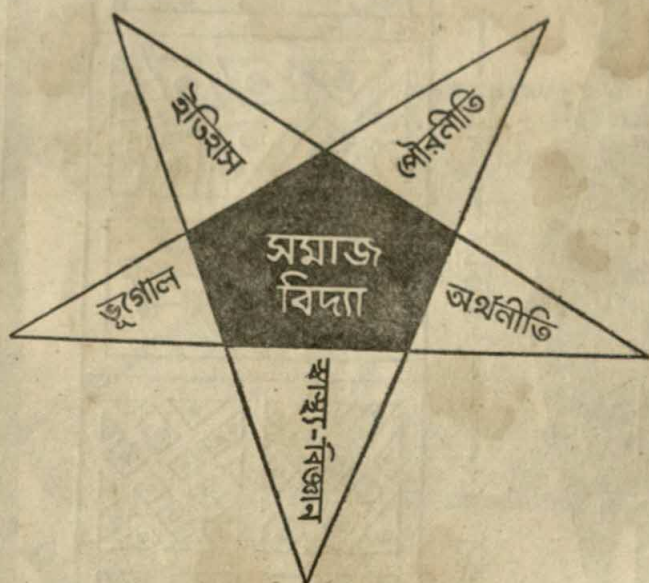 ইতিহাস
পৌরনীতি
সমাজ
বিদ্যা
ভূগোল
অর্থনীতি
স্বাস্থ্য-বিজ্ঞান